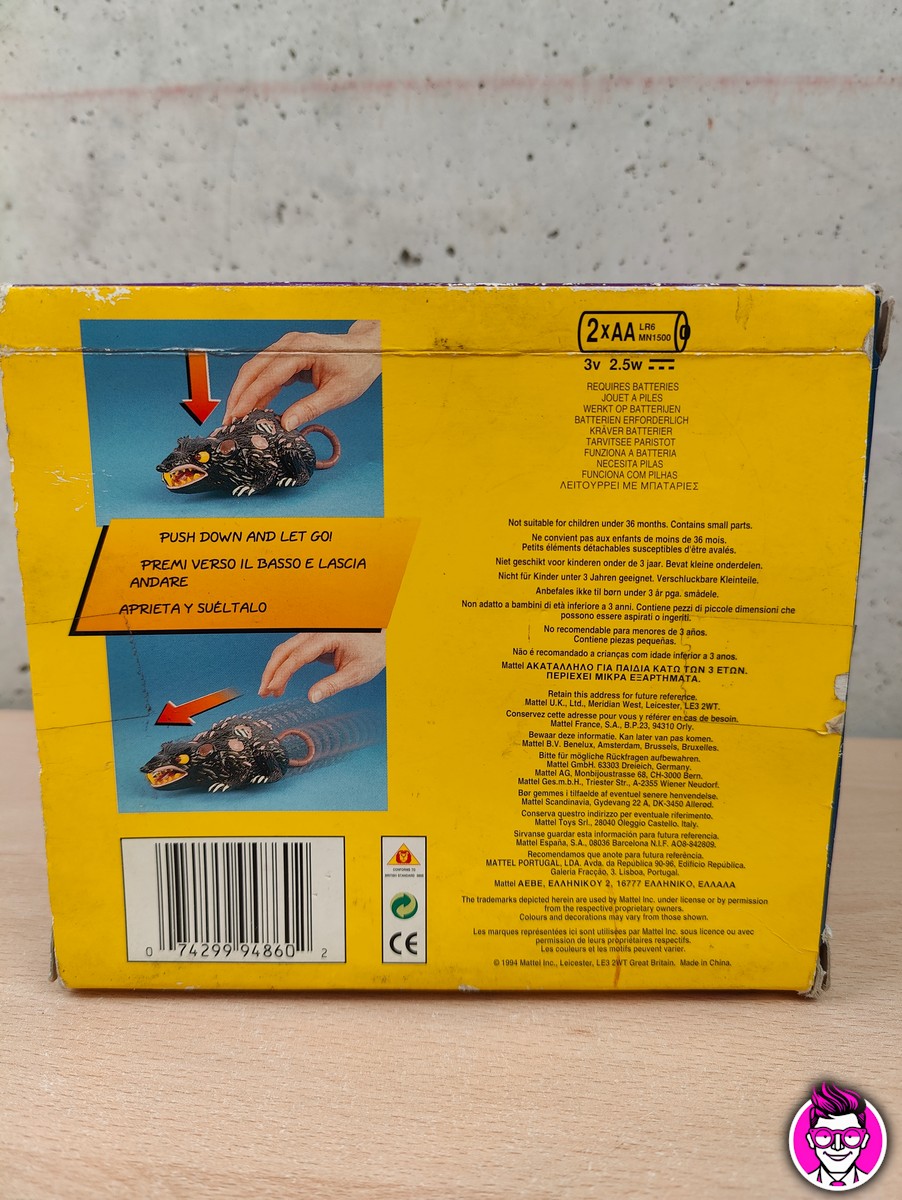 PUSH DOWN AND LET GO!
PREMI VERSO IL BASSO E LASCIA
ANDARE
APRIETA Y SUÉLTALO
0 74299 94860 2
CONFORMS TO
BRITISH STANDARD 5665
CE
2xAA LR6
MN1500
3v 2.5w
REQUIRES BATTERIES
JOUET A PILES
WERKT OP BATTERIJEN
BATTERIEN ERFORDERLICH
KRÄVER BATTERIER
TARVITSEE PARISTOT
FUNZIONA A BATTERIA
NECESITA PILAS
FUNCIONA COM PILHAS
ΛΕΙΤΟΥΡΡΕΙ ΜΕ ΜΠΑΤΑΡΙΕΣ
Not suitable for children under 36 months. Contains small parts.
Ne convient pas aux enfants de moins de 36 mois.
Petits éléments détachables susceptibles d'être avalés.
Niet geschikt voor kinderen onder de 3 jaar. Bevat kleine onderdelen.
Nicht für Kinder unter 3 Jahren geeignet. Verschluckbare Kleinteile.
Anbefales ikke til børn under 3 år pga. smådele.
Non adatto a bambini di età inferiore a 3 anni. Contiene pezzi di piccole dimensioni che
possono essere aspirati o ingeriti.
No recomendable para menores de 3 años.
Contiene piezas pequeñas.
Não é recomandado a crianças com idade inferior a 3 anos.
Mattel ΑΚΑΤΑΛΛΗΛΟ ΓΙΑ ΠΑΙΔΙΑ ΚΑΤΩ ΤΩΝ 3 ΕΤΩΝ.
ΠΕΡΙΕΧΕΙ ΜΙΚΡΑ ΕΞΑΡΤΗΜΑΤΑ.
Retain this address for future reference.
Mattel U.K., Ltd., Meridian West, Leicester, LE3 2WT.
Conservez cette adresse pour vous y référer en cas de besoin.
Mattel France, S.A., B.P.23, 94310 Orly.
Bewaar deze informatie. Kan later van pas komen.
Mattel B.V. Benelux, Amsterdam, Brussels, Bruxelles.
Bitte für mögliche Rückfragen aufbewahren.
Mattel GmbH. 63303 Dreieich, Germany.
Mattel AG, Monbijoustrasse 68, CH-3000 Bern.
Mattel Ges.m.b.H., Triester Str., A-2355 Wiener Neudorf.
Bør gemmes i tilfaelde af eventuel senere henvendelse.
Mattel Scandinavia, Gydevang 22 A, DK-3450 Allerod.
Conserva questro indirizzo per eventuale riferimento.
Mattel Toys Srl., 28040 Oleggio Castello. Italy.
Sirvanse guardar esta información para futura referencia.
Mattel España, S.A., 08036 Barcelona N.I.F. AO8-842809.
Recomendamos que anote para futura referência.
MATTEL PORTUGAL, LDA. Avda. da República 90-96, Edifício República.
Galeria Fracção, 3. Lisboa, Portugal.
Mattel AEBE, ΕΛΛΗΝΙΚΟΥ 2, 16777 ΕΛΛΗΝΙΚΟ, ΕΛΛΑΛΑ
The trademarks depicted herein are used by Mattel Inc. under license or by permission
from the respective proprietary owners.
Colours and decorations may vary from those shown.
Les marques représentées ici sont utilisées par Mattel Inc. sous licence ou avec
permission de leurs propriétaires respectifs.
Les couleurs et les motifs peuvent varier.
© 1994 Mattel Inc., Leicester, LE3 2WT Great Britain. Made in China.